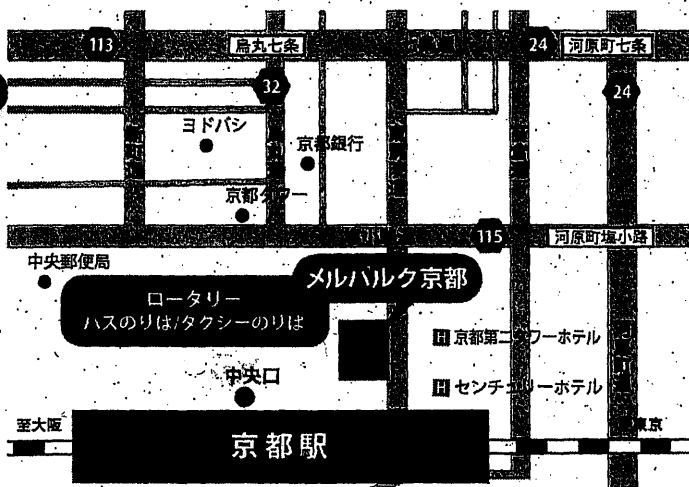 113
烏丸七条
24
河原町七条
32
24
ヨドバシ
京都銀行
京都タワー
115
河原町塩小路
中央郵便局
メルパルク京都
ロータリー
バスのりば/タクシーのりば
京都第二タワーホテル
センチュリーホテル
中央口
至大阪
東京
京都駅